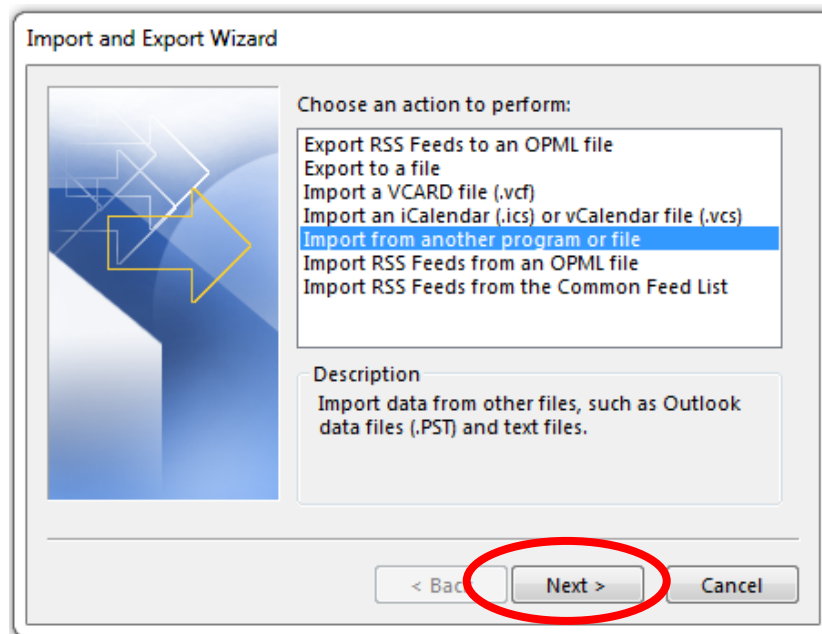 Import and Export Wizard
Choose an action to perform:
Export RSS Feeds to an OPML file
Export to a file
Import a VCARD file (.vcf)
Import an iCalendar (.ics) or vCalendar file (.vcs)
Import from another program or file
Import RSS Feeds from an OPML file
Import RSS Feeds from the Common Feed List
Description
Import data from other files, such as Outlook
data files (.PST) and text files.
< Bac Next > Cancel